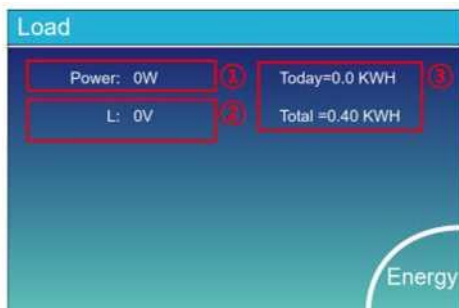 Load
Power: 0W ①
L: 0V ②
Today=0.0 KWH ③
Total =0.40 KWH
Energy